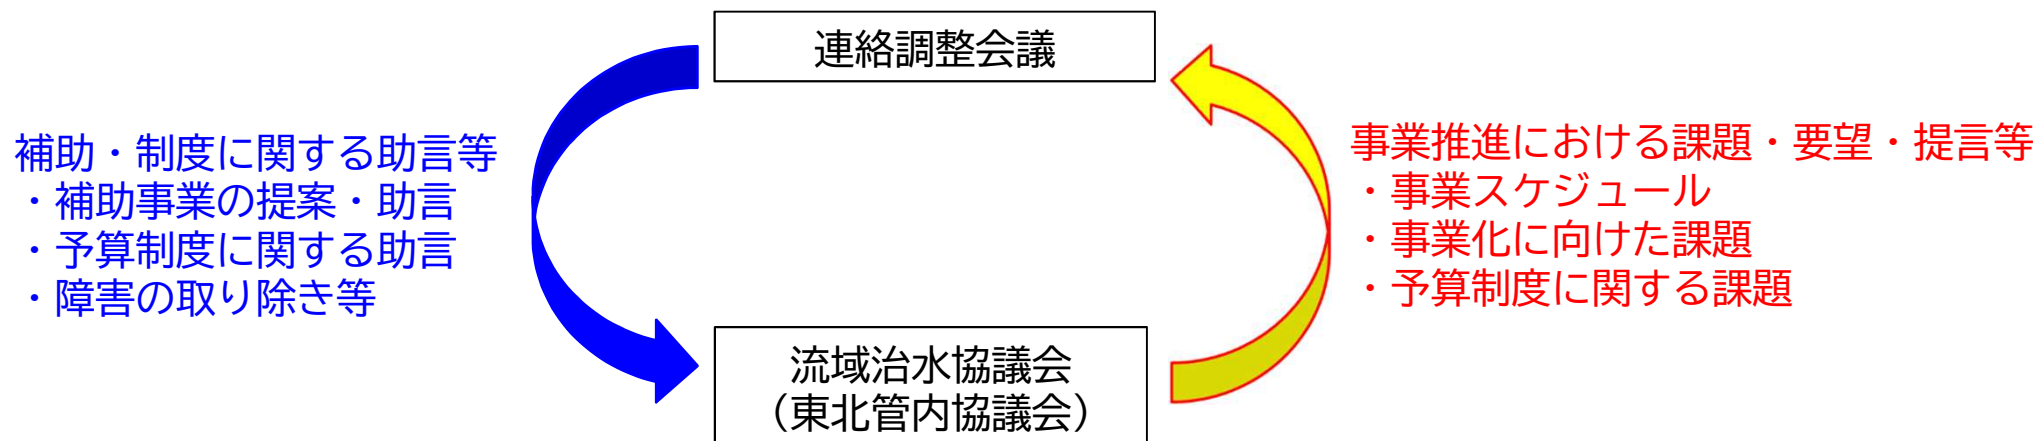 連絡調整会議
補助・制度に関する助言等
・補助事業の提案・助言
・予算制度に関する助言
・障害の取り除き等
事業推進における課題・要望・提言等
・事業スケジュール
・事業化に向けた課題
・予算制度に関する課題
流域治水協議会
（東北管内協議会）